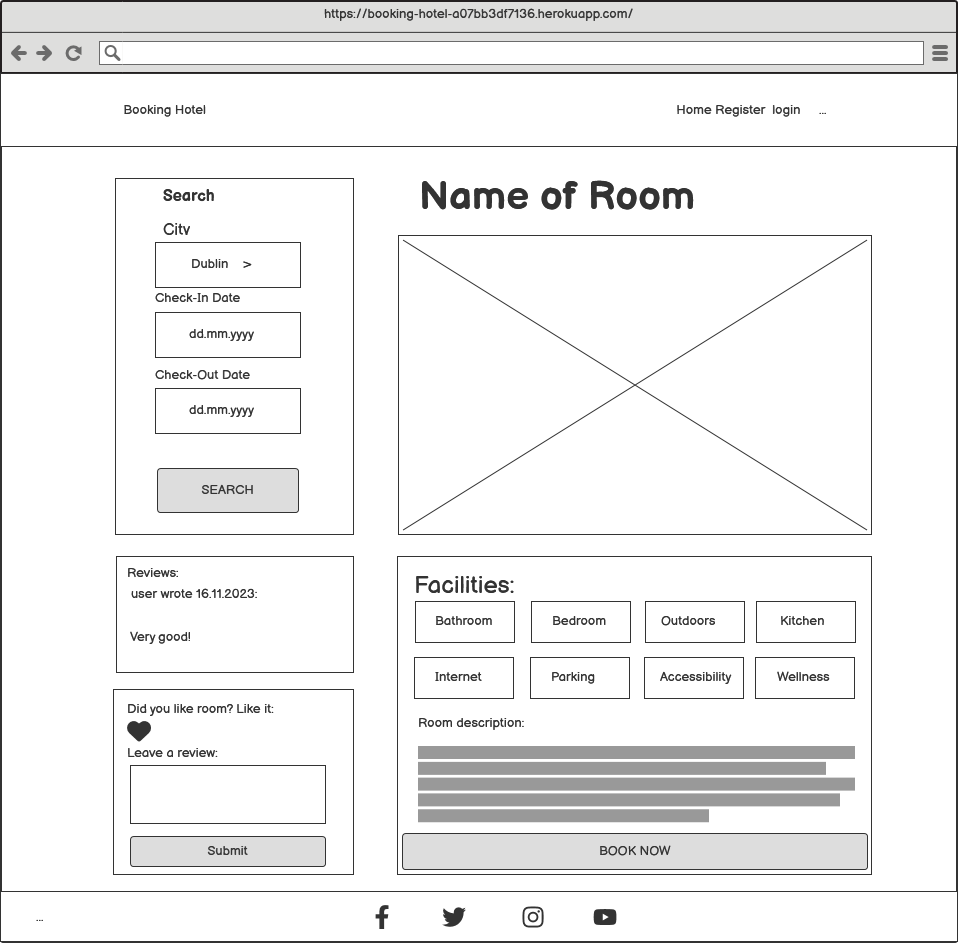 https://booking-hotel-a07bb3df7136.herokuapp.com/
Booking Hotel
Home Register login ...
Search
City
Dublin >
Check-In Date
dd.mm.yyyy
Check-Out Date
dd.mm.yyyy
SEARCH
Name of Room
Reviews:
user wrote 16.11.2023:
Very good!
Did you like room? Like it:
Leave a review:
Submit
Facilities:
Bathroom Bedroom Outdoors Kitchen
Internet Parking Accessibility Wellness
Room description:
BOOK NOW
...